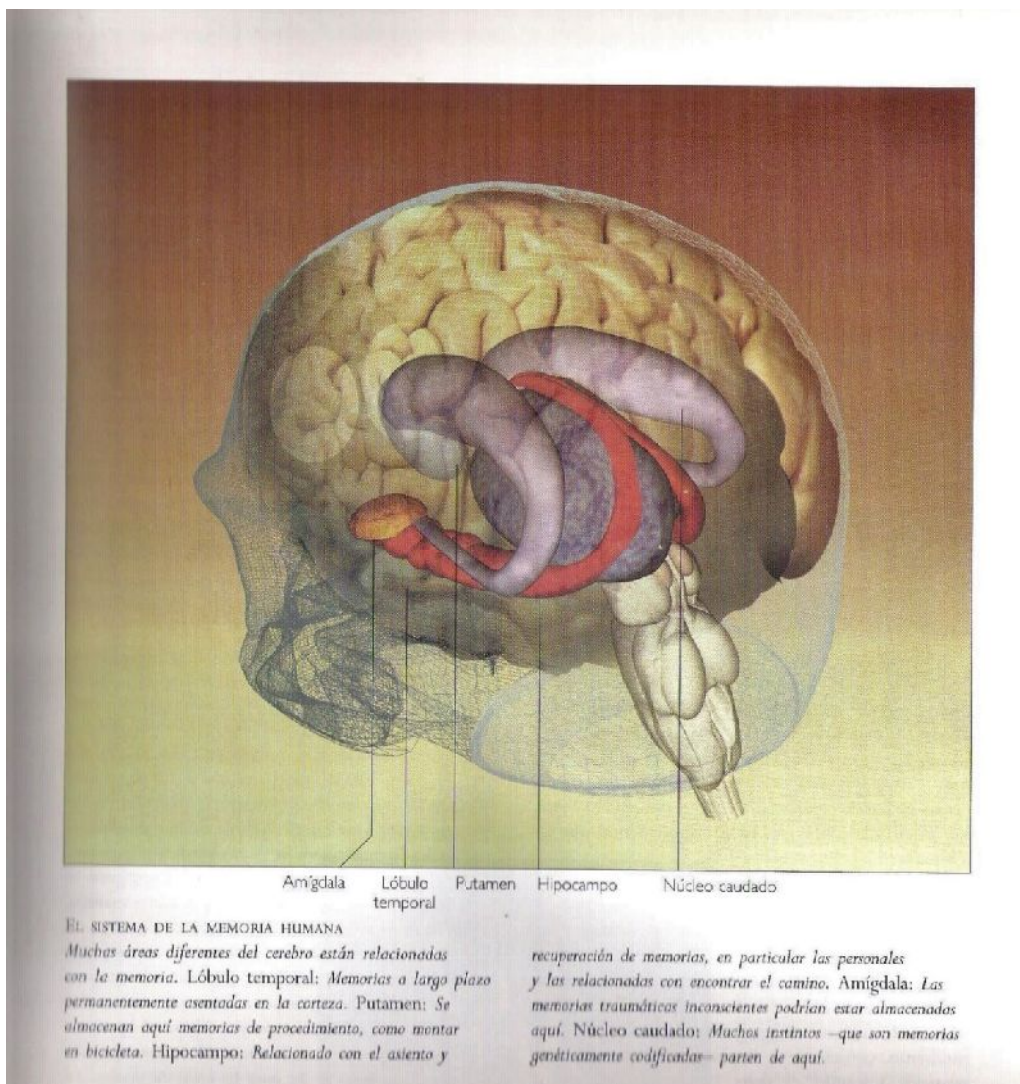 Amígdala
Lóbulo
temporal
Putamen
Hipocampo
Núcleo caudado
EL SISTEMA DE LA MEMORIA HUMANA
Muchas áreas diferentes del cerebro están relacionadas
con la memoria. Lóbulo temporal: Memorias a largo plazo
permanentemente asentadas en la corteza. Putamen: Se
almacenan aquí memorias de procedimiento, como montar
en bicicleta. Hipocampo: Relacionado con el asiento y
recuperación de memorias, en particular las personales
y las relacionadas con encontrar el camino. Amígdala: Las
memorias traumáticas inconscientes podrían estar almacenadas
aquí. Núcleo caudado: Muchos instintos —que son memorias
genéticamente codificadas— parten de aquí.